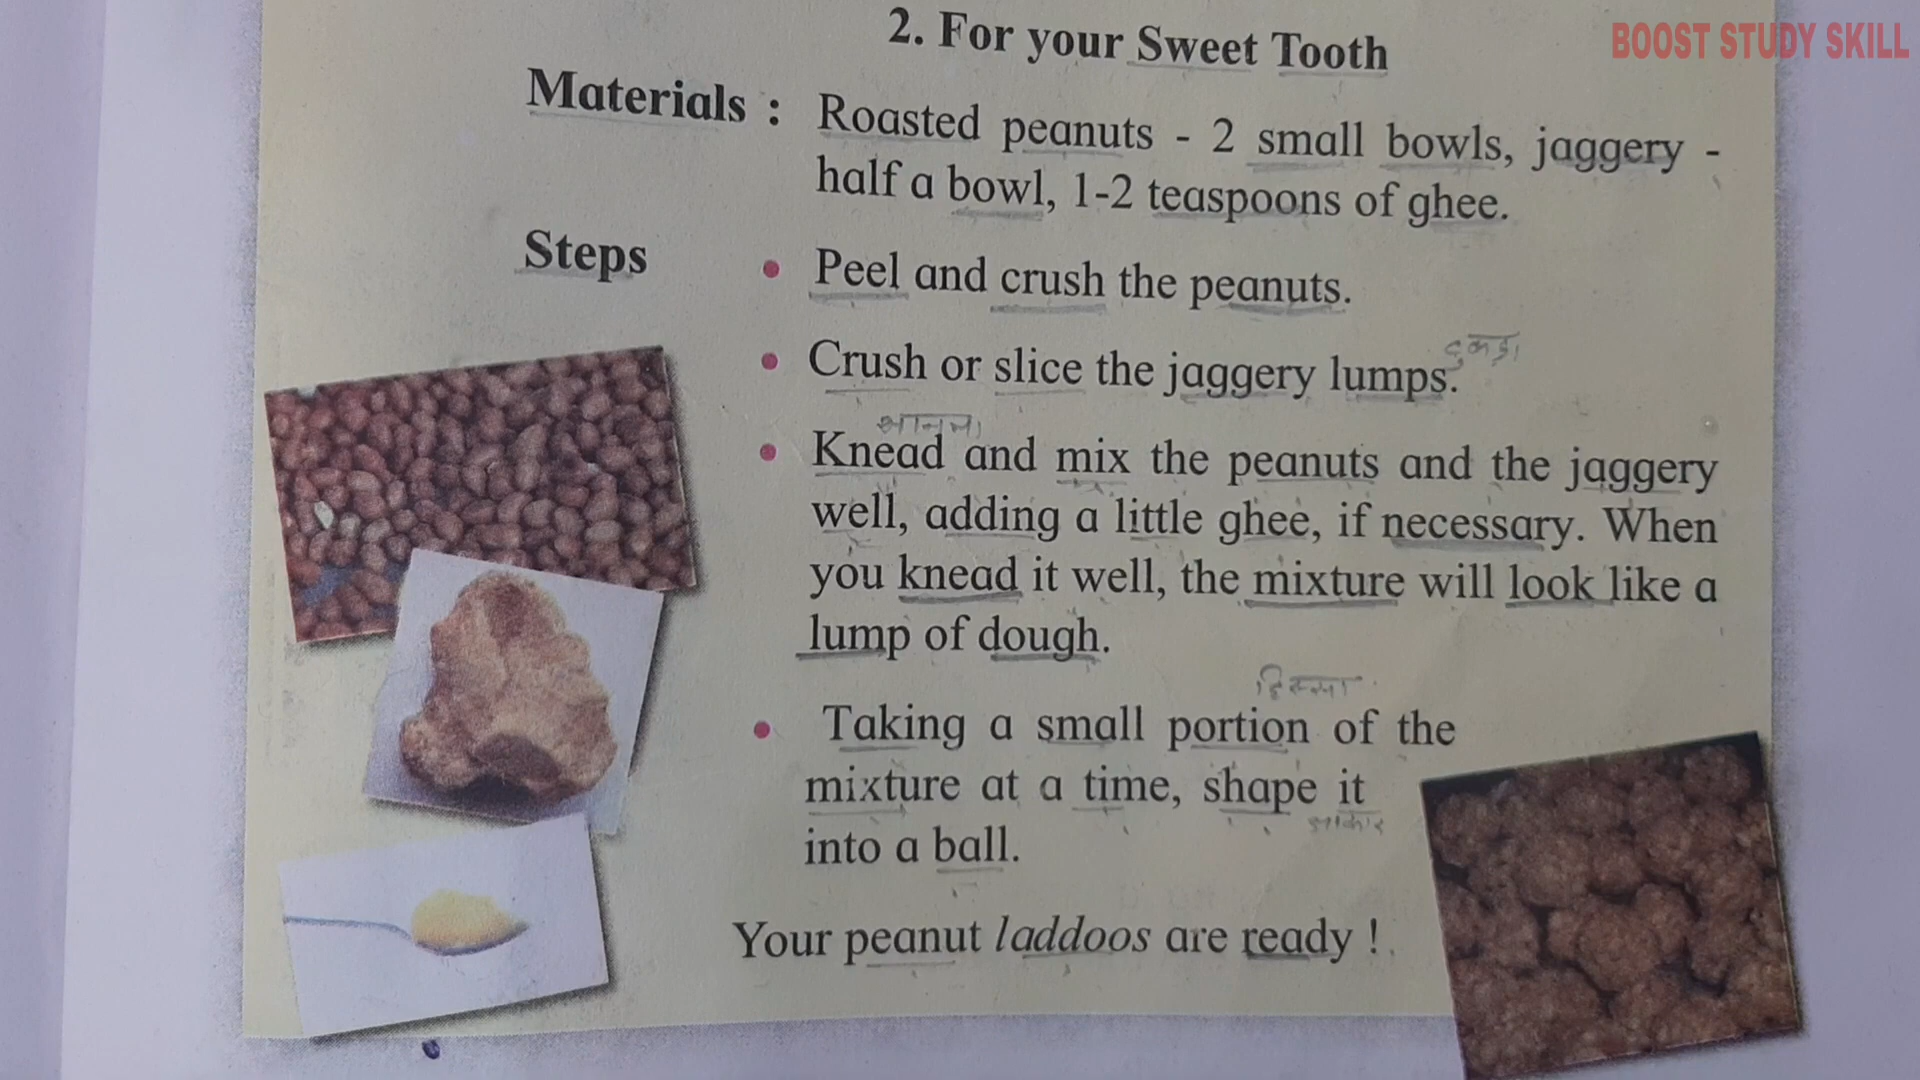 BOOST STUDY SKILL
2. For your Sweet Tooth
Materials : Roasted peanuts - 2 small bowls, jaggery -
half a bowl, 1-2 teaspoons of ghee.
Steps
• Peel and crush the peanuts.
टुकड़ा
• Crush or slice the jaggery lumps.
• Knead and mix the peanuts and the jaggery
well, adding a little ghee, if necessary. When
you knead it well, the mixture will look like a
lump of dough.
हिस्सा
• Taking a small portion of the
mixture at a time, shape it
आकार
into a ball.
Your peanut laddoos are ready !